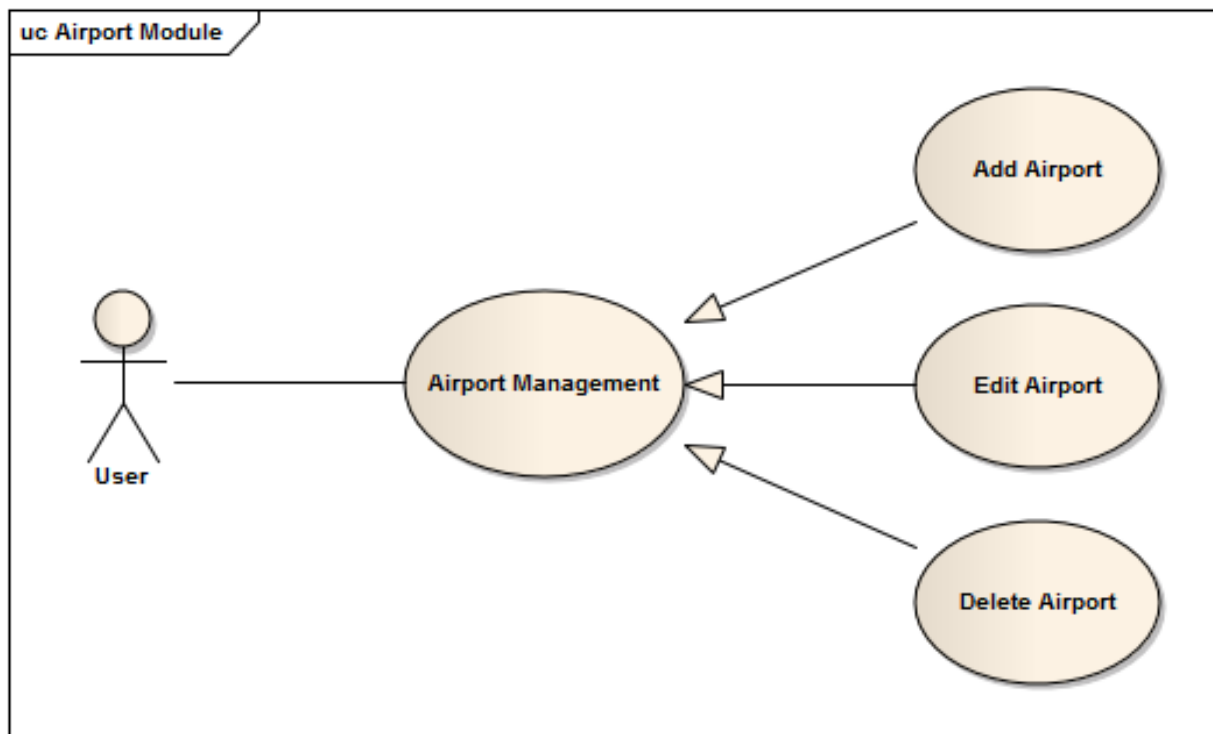 uc Airport Module
Add Airport
Airport Management
Edit Airport
User
Delete Airport